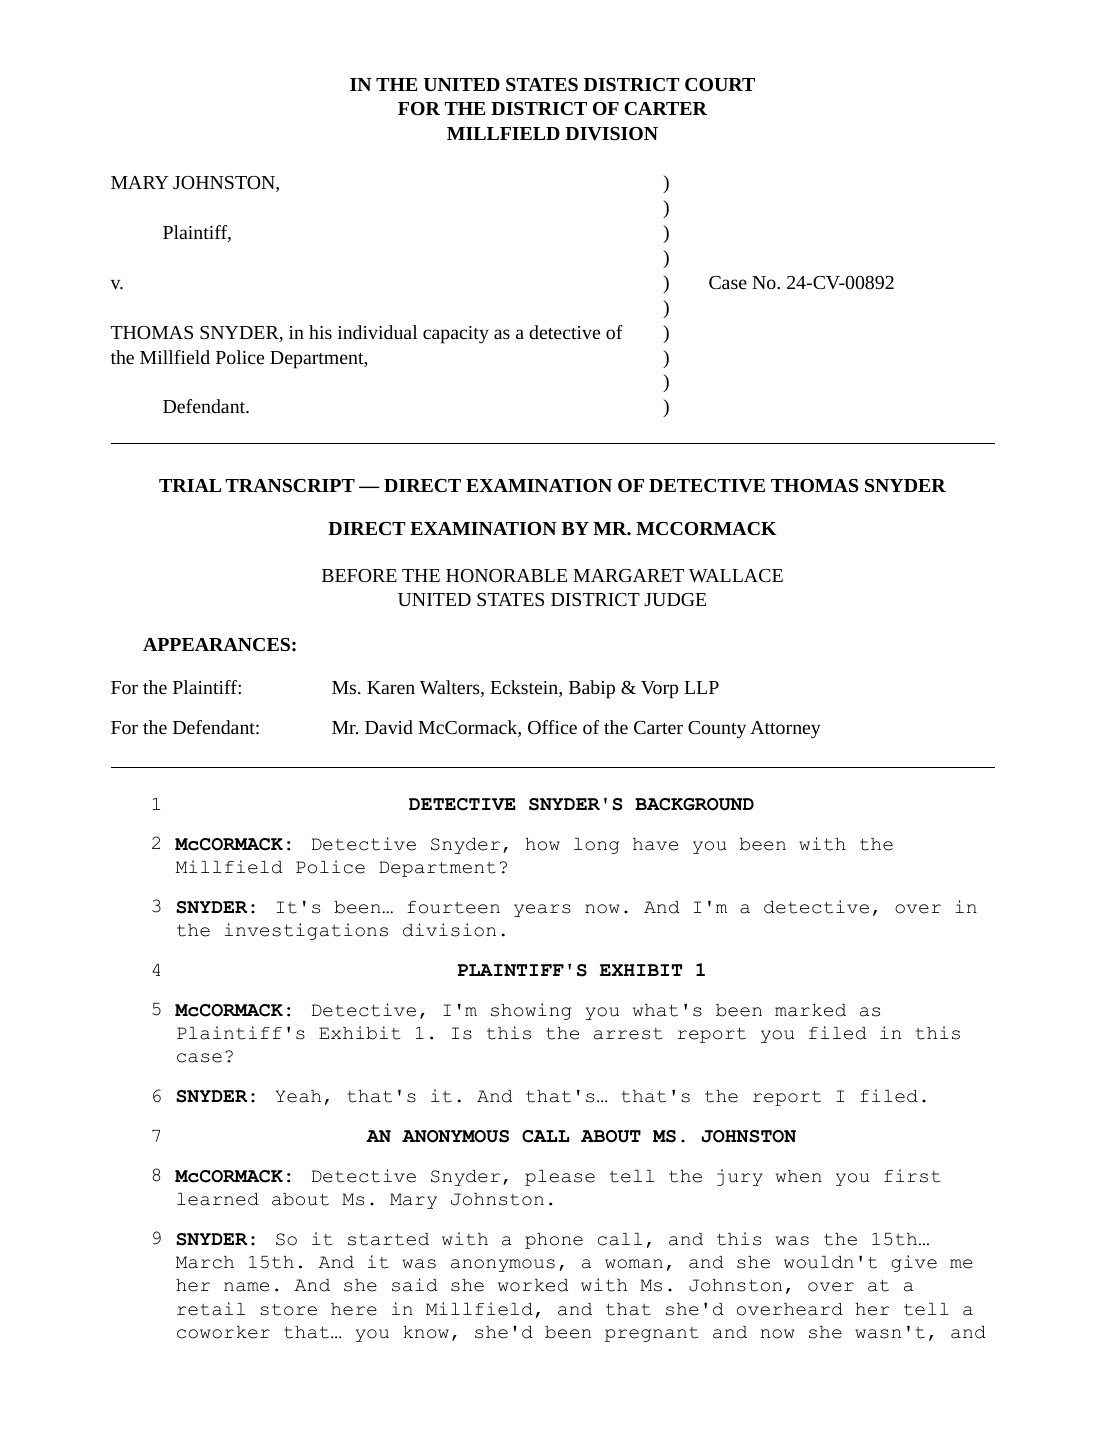 IN THE UNITED STATES DISTRICT COURT
FOR THE DISTRICT OF CARTER
MILLFIELD DIVISION
MARY JOHNSTON, )
)
Plaintiff, )
)
v. ) Case No. 24-CV-00892
)
THOMAS SNYDER, in his individual capacity as a detective of )
the Millfield Police Department, )
)
Defendant. )
TRIAL TRANSCRIPT — DIRECT EXAMINATION OF DETECTIVE THOMAS SNYDER
DIRECT EXAMINATION BY MR. MCCORMACK
BEFORE THE HONORABLE MARGARET WALLACE
UNITED STATES DISTRICT JUDGE
APPEARANCES:
For the Plaintiff: Ms. Karen Walters, Eckstein, Babip & Vorp LLP
For the Defendant: Mr. David McCormack, Office of the Carter County Attorney
1 DETECTIVE SNYDER'S BACKGROUND
2 McCORMACK: Detective Snyder, how long have you been with the
Millfield Police Department?
3 SNYDER: It's been… fourteen years now. And I'm a detective, over in
the investigations division.
4 PLAINTIFF'S EXHIBIT 1
5 McCORMACK: Detective, I'm showing you what's been marked as
Plaintiff's Exhibit 1. Is this the arrest report you filed in this
case?
6 SNYDER: Yeah, that's it. And that's… that's the report I filed.
7 AN ANONYMOUS CALL ABOUT MS. JOHNSTON
8 McCORMACK: Detective Snyder, please tell the jury when you first
learned about Ms. Mary Johnston.
9 SNYDER: So it started with a phone call, and this was the 15th…
March 15th. And it was anonymous, a woman, and she wouldn't give me
her name. And she said she worked with Ms. Johnston, over at a
retail store here in Millfield, and that she'd overheard her tell a
coworker that… you know, she'd been pregnant and now she wasn't, and